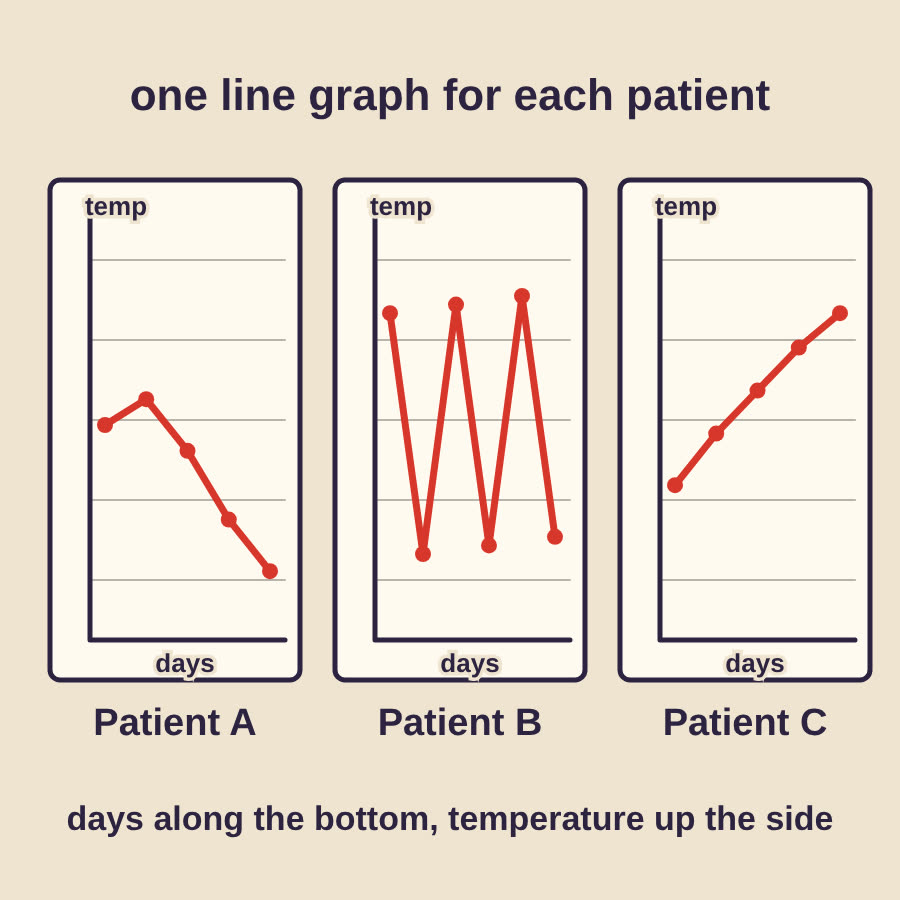 one line graph for each patient
temp
temp
temp
days
days
days
Patient A
Patient B
Patient C
days along the bottom, temperature up the side